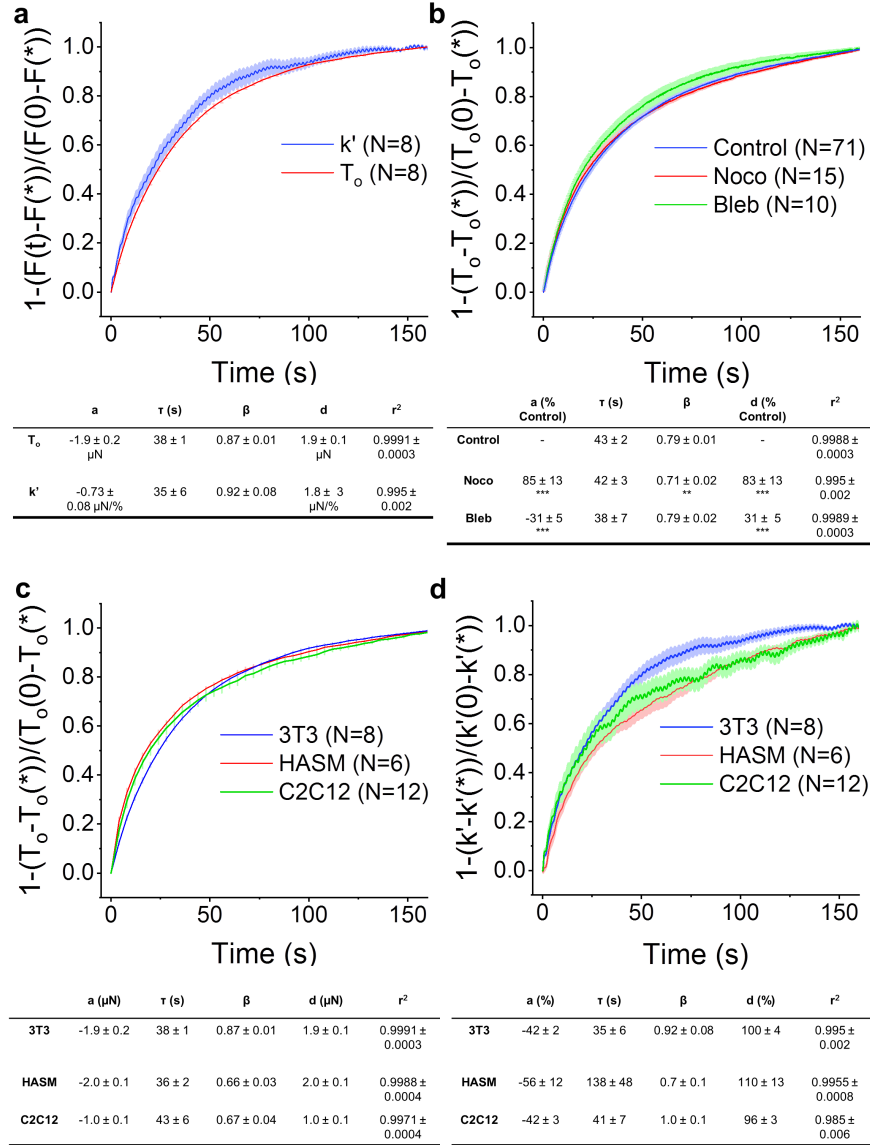 a
1-(F(t)-F(*))/(F(0)-F(*))
1.0
0.8
0.6
0.4
0.2
0.0
k' (N=8)
To (N=8)
0 50 100 150
Time (s)
a τ (s) β d r2
To -1.9 ± 0.2 μN 38 ± 1 0.87 ± 0.01 1.9 ± 0.1 μN 0.9991 ± 0.0003
k' -0.73 ± 0.08 μN/% 35 ± 6 0.92 ± 0.08 1.8 ± 3 μN/% 0.995 ± 0.002
b
1-(To-To(*))/(To(0)-To(*))
1.0
0.8
0.6
0.4
0.2
0.0
Control (N=71)
Noco (N=15)
Bleb (N=10)
0 50 100 150
Time (s)
a (% Control) τ (s) β d (% Control) r2
Control - 43 ± 2 0.79 ± 0.01 - 0.9988 ± 0.0003
Noco 85 ± 13 *** 42 ± 3 0.71 ± 0.02 ** 83 ± 13 *** 0.995 ± 0.002
Bleb -31 ± 5 *** 38 ± 7 0.79 ± 0.02 31 ± 5 *** 0.9989 ± 0.0003
c
1-(To-To(*))/(To(0)-To(*)
1.0
0.8
0.6
0.4
0.2
0.0
3T3 (N=8)
HASM (N=6)
C2C12 (N=12)
0 50 100 150
Time (s)
a (μN) τ (s) β d (μN) r2
3T3 -1.9 ± 0.2 38 ± 1 0.87 ± 0.01 1.9 ± 0.1 0.9991 ± 0.0003
HASM -2.0 ± 0.1 36 ± 2 0.66 ± 0.03 2.0 ± 0.1 0.9988 ± 0.0004
C2C12 -1.0 ± 0.1 43 ± 6 0.67 ± 0.04 1.0 ± 0.1 0.9971 ± 0.0004
d
1-(k'-k'(*))/(k'(0)-k'(*))
1.0
0.8
0.6
0.4
0.2
0.0
3T3 (N=8)
HASM (N=6)
C2C12 (N=12)
0 50 100 150
Time (s)
a (%) τ (s) β d (%) r2
3T3 -42 ± 2 35 ± 6 0.92 ± 0.08 100 ± 4 0.995 ± 0.002
HASM -56 ± 12 138 ± 48 0.7 ± 0.1 110 ± 13 0.9955 ± 0.0008
C2C12 -42 ± 3 41 ± 7 1.0 ± 0.1 96 ± 3 0.985 ± 0.006